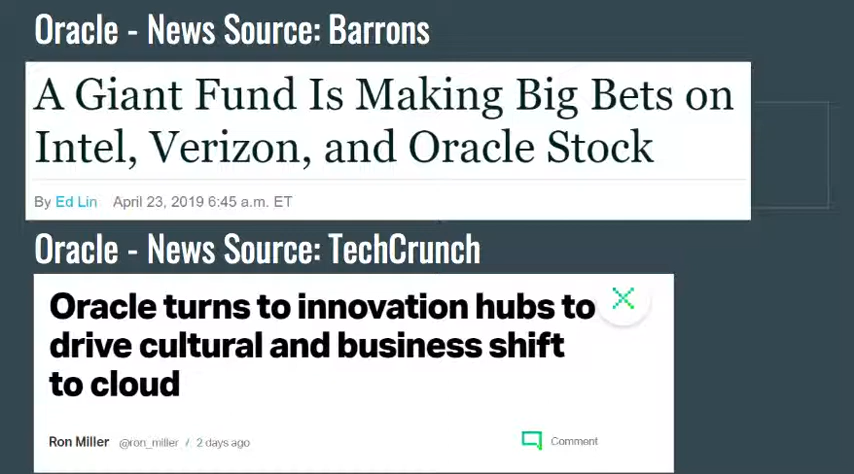 Oracle - News Source: Barrons
A Giant Fund Is Making Big Bets on
Intel, Verizon, and Oracle Stock
By Ed Lin April 23, 2019 6:45 a.m. ET
Oracle - News Source: TechCrunch
Oracle turns to innovation hubs to
drive cultural and business shift
to cloud
Ron Miller @ron_miller / 2 days ago
Comment